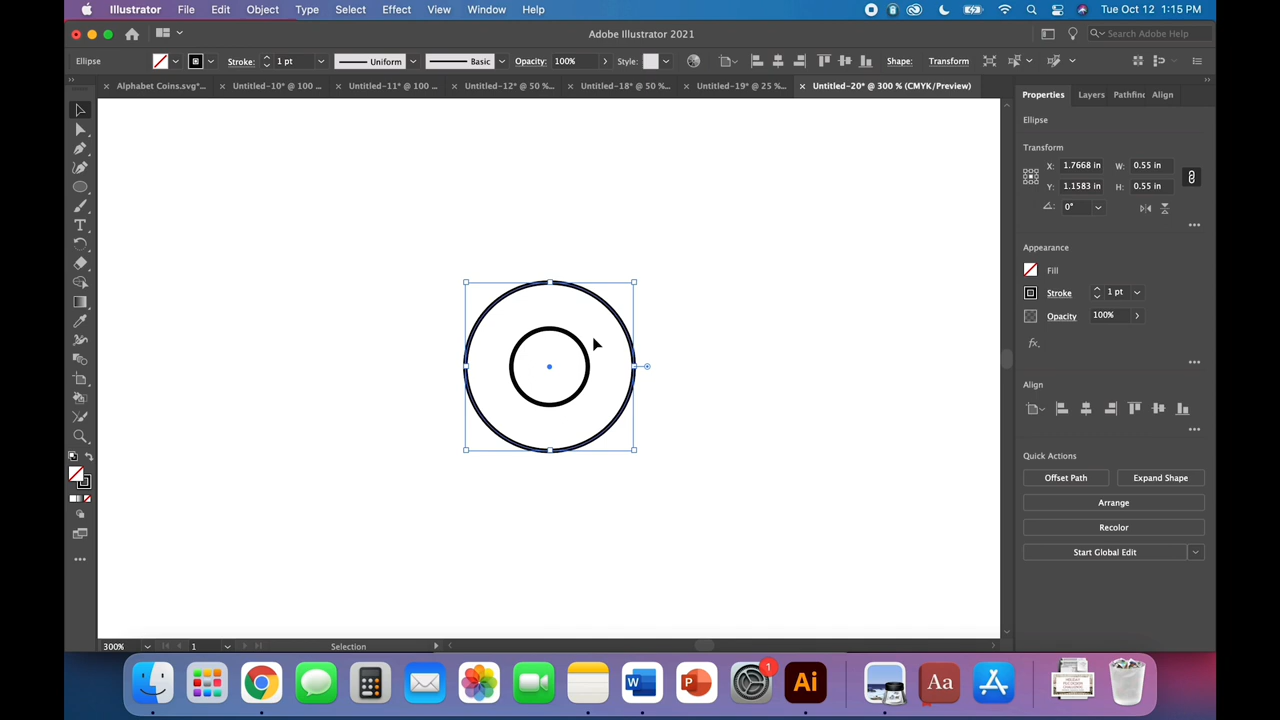 Illustrator File Edit Object Type Select Effect View Window Help Tue Oct 12 1:15 PM
Adobe Illustrator 2021 Search Adobe Help
Ellipse Stroke: 1 pt Uniform Basic Opacity: 100% Style: Shape: Transform
Alphabet Coins.svg*... Untitled-10* @ 100 ... Untitled-11* @ 100 ... Untitled-12* @ 50 %... Untitled-18* @ 50 %... Untitled-19* @ 25 %... Untitled-20* @ 300 % (CMYK/Preview)
Properties Layers Pathfin Align
Ellipse
Transform
X: 1.7668 in W: 0.55 in
Y: 1.1583 in H: 0.55 in
0°
Appearance
Fill
Stroke 1 pt
Opacity 100%
fx.
Align
Quick Actions
Offset Path Expand Shape
Arrange
Recolor
Start Global Edit
300% 1 Selection
1
W P Ai Aa